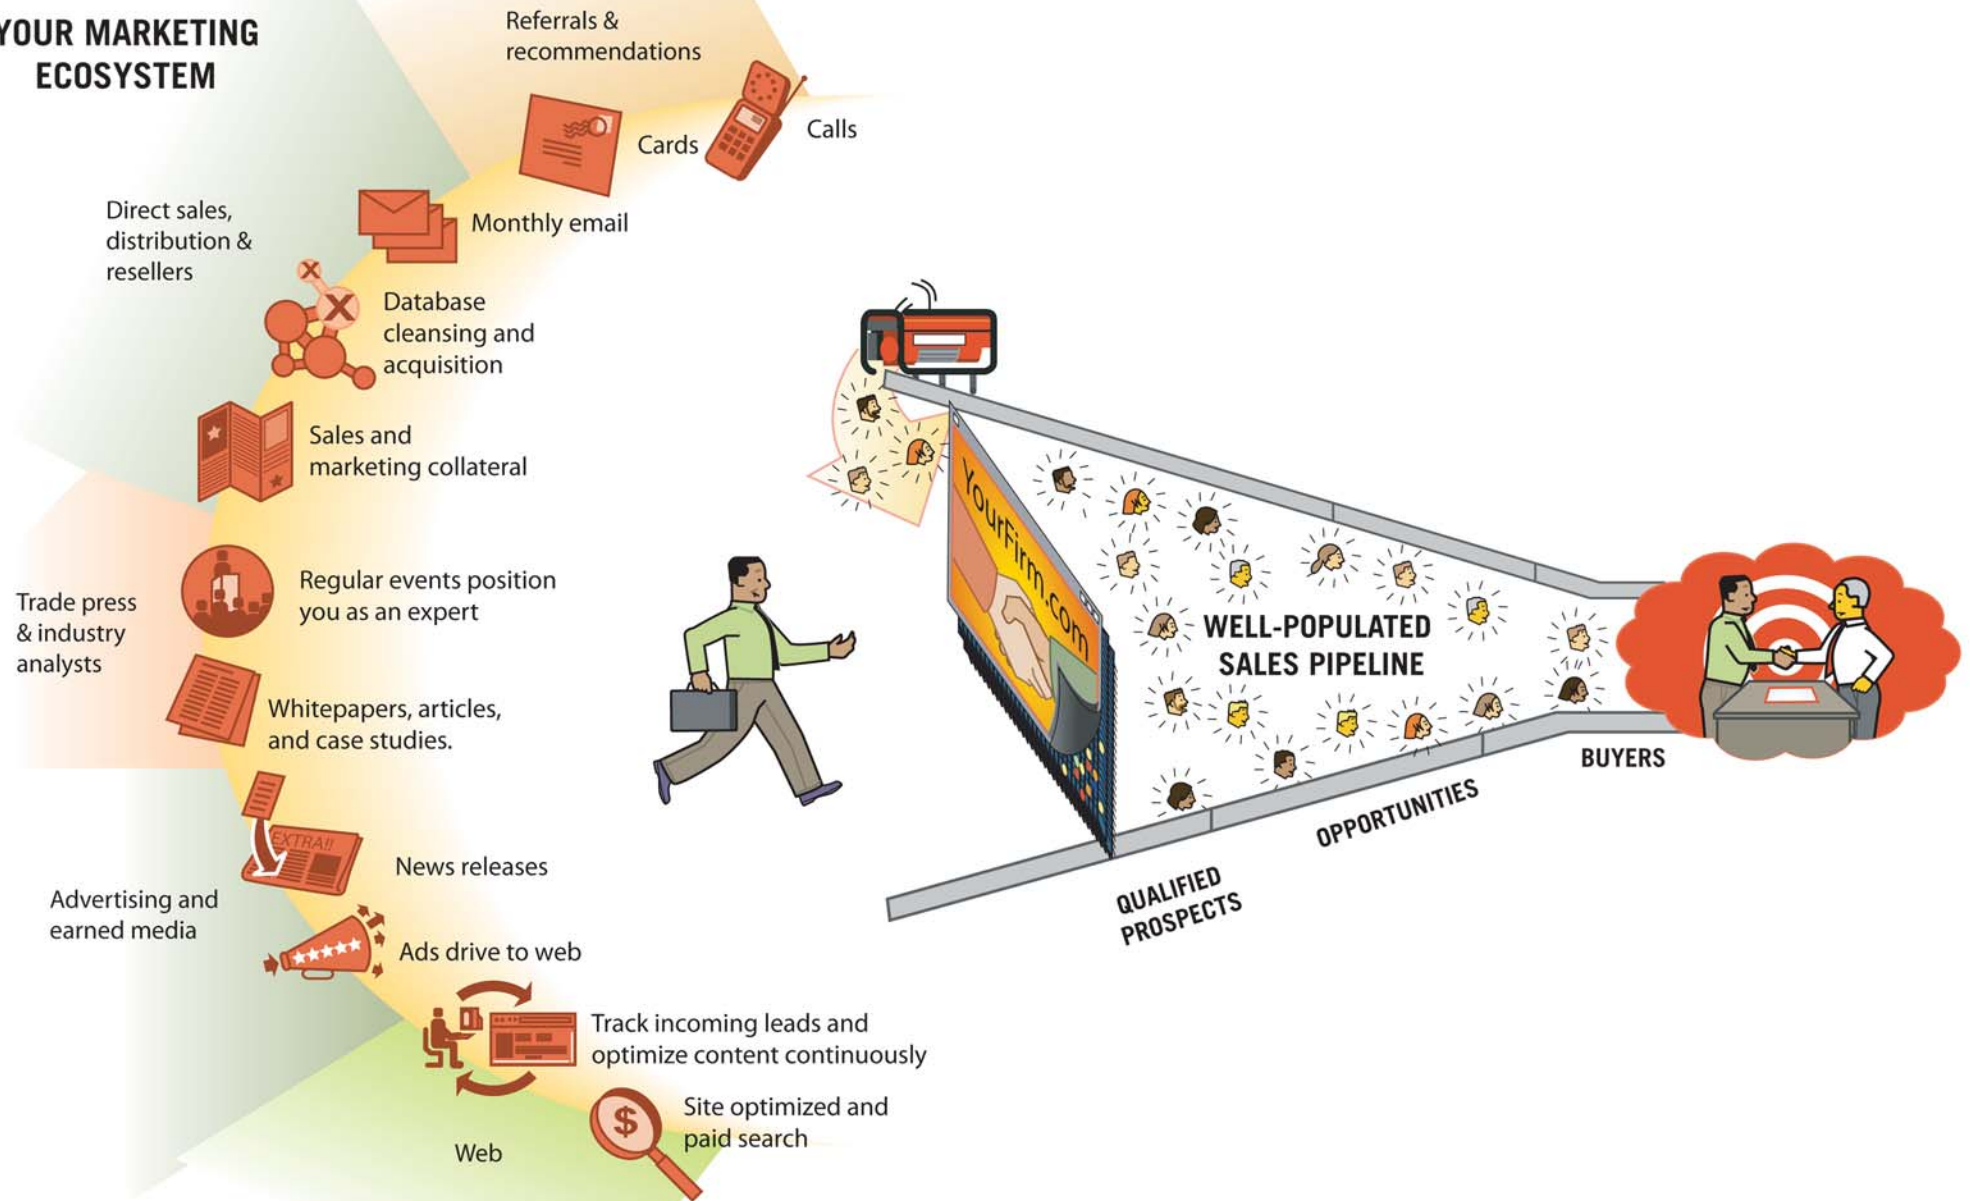 YOUR MARKETING
ECOSYSTEM
Referrals &
recommendations
Cards
Calls
Direct sales,
distribution &
resellers
Monthly email
Database
cleansing and
acquisition
Sales and
marketing collateral
Trade press
& industry
analysts
Regular events position
you as an expert
Whitepapers, articles,
and case studies.
EXTRA!!
News releases
Advertising and
earned media
Ads drive to web
Track incoming leads and
optimize content continuously
$
Site optimized and
paid search
Web
YourFirm.com
WELL-POPULATED
SALES PIPELINE
QUALIFIED
PROSPECTS
OPPORTUNITIES
BUYERS